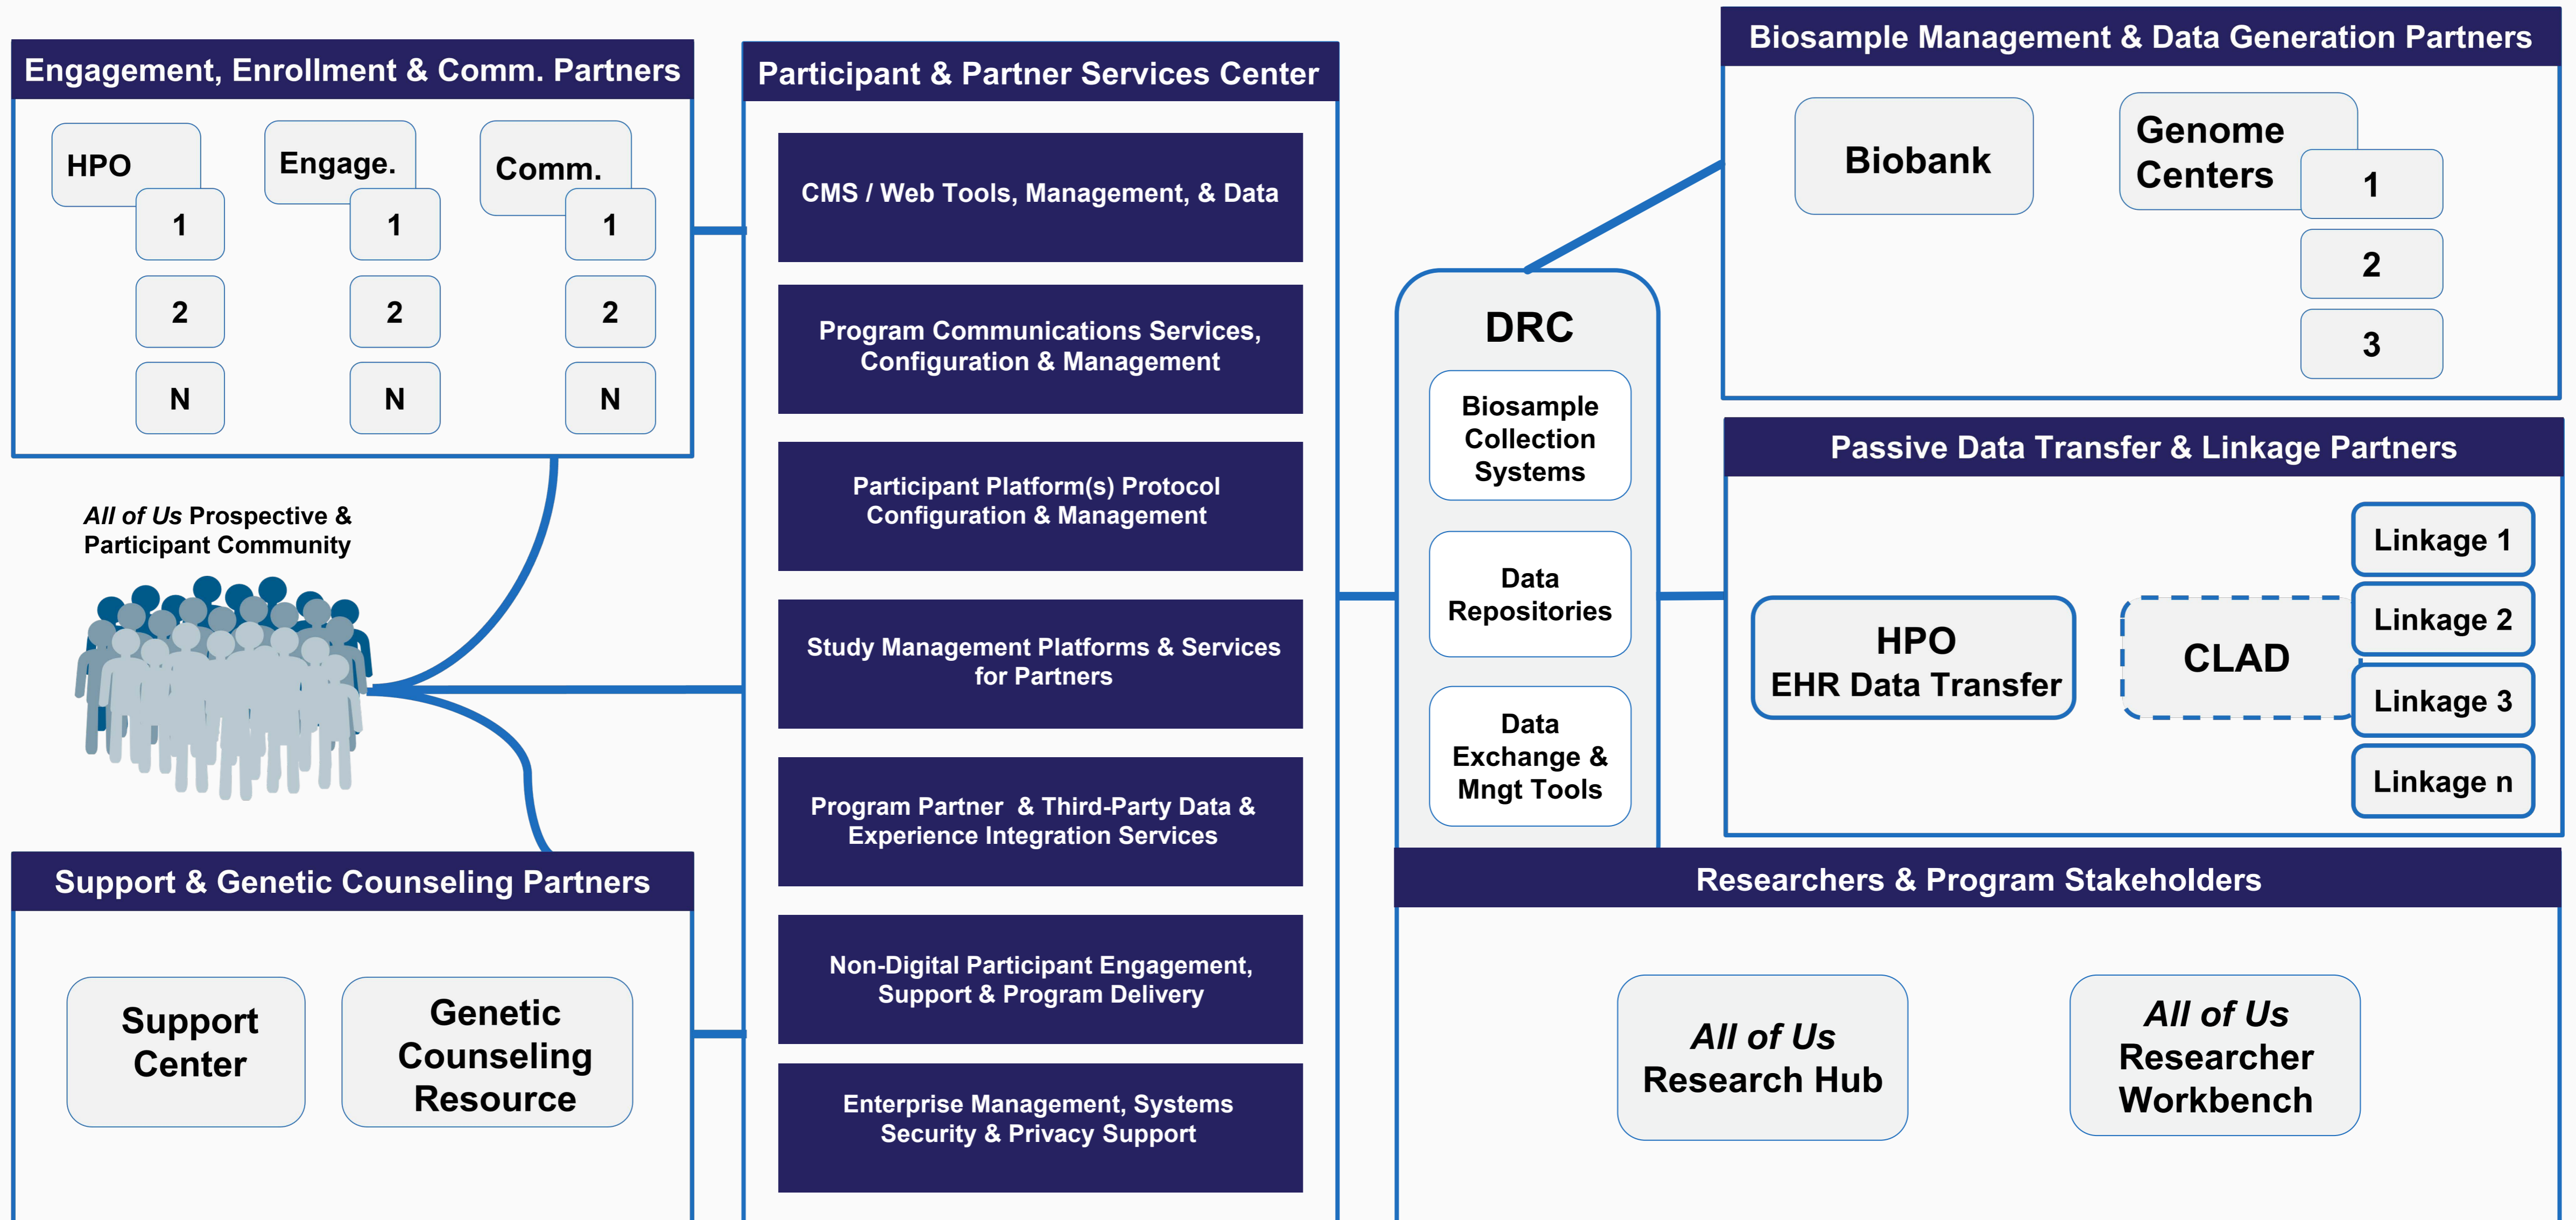 Engagement, Enrollment & Comm. Partners
HPO
1
2
N
Engage.
1
2
N
Comm.
1
2
N
All of Us Prospective &
Participant Community
Support & Genetic Counseling Partners
Support
Center
Genetic
Counseling
Resource
Participant & Partner Services Center
CMS / Web Tools, Management, & Data
Program Communications Services,
Configuration & Management
Participant Platform(s) Protocol
Configuration & Management
Study Management Platforms & Services
for Partners
Program Partner & Third-Party Data &
Experience Integration Services
Non-Digital Participant Engagement,
Support & Program Delivery
Enterprise Management, Systems
Security & Privacy Support
DRC
Biosample
Collection
Systems
Data
Repositories
Data
Exchange &
Mngt Tools
Biosample Management & Data Generation Partners
Biobank
Genome
Centers
1
2
3
Passive Data Transfer & Linkage Partners
HPO
EHR Data Transfer
CLAD
Linkage 1
Linkage 2
Linkage 3
Linkage n
Researchers & Program Stakeholders
All of Us
Research Hub
All of Us
Researcher
Workbench